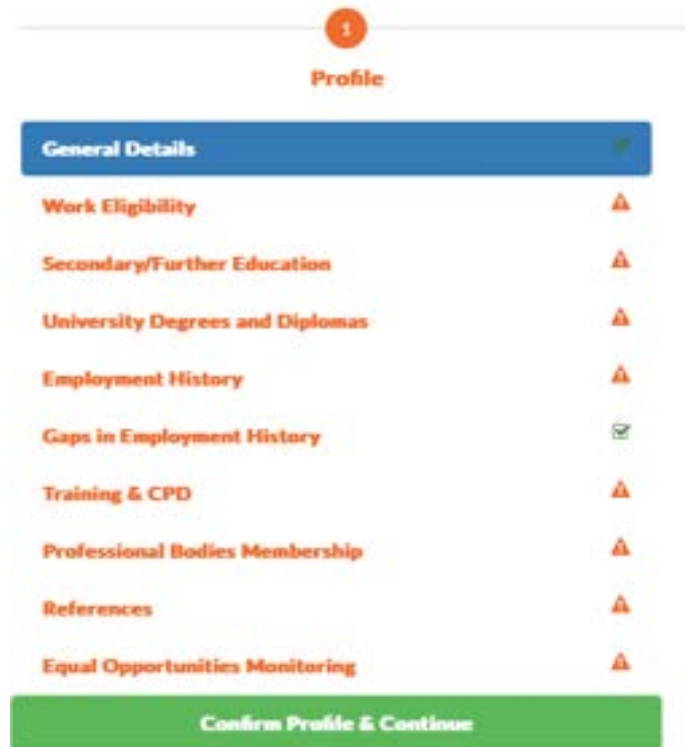 1
Profile
General Details
Work Eligibility
Secondary/Further Education
University Degrees and Diplomas
Employment History
Gaps in Employment History
Training & CPD
Professional Bodies Membership
References
Equal Opportunities Monitoring
Confirm Profile & Continue